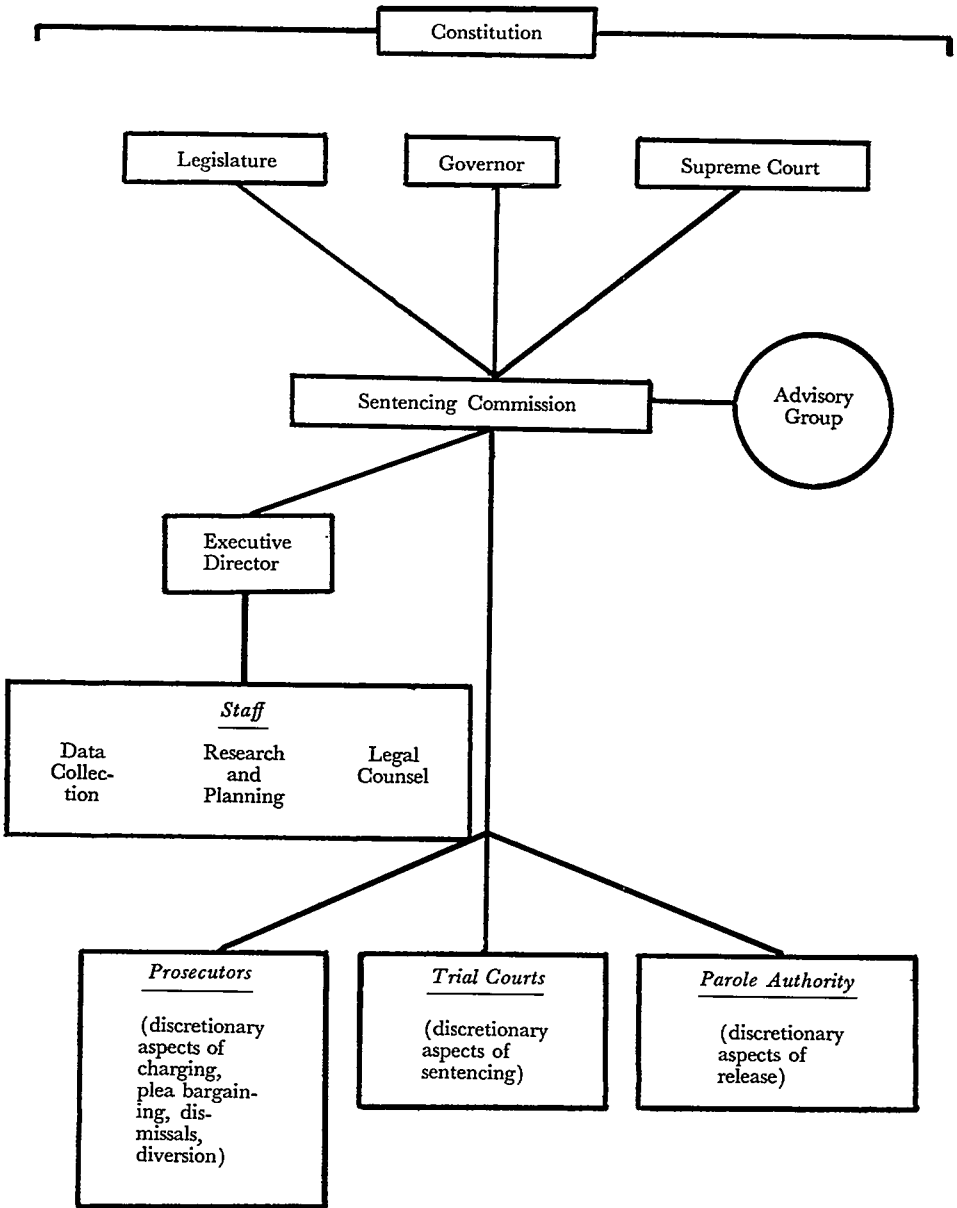 Constitution
Legislature
Governor
Supreme Court
Sentencing Commission
Advisory
Group
Executive
Director
Staff
Data
Collec-
tion
Research
and
Planning
Legal
Counsel
Prosecutors
(discretionary
aspects of
charging,
plea bargain-
ing, dis-
missals,
diversion)
Trial Courts
(discretionary
aspects of
sentencing)
Parole Authority
(discretionary
aspects of
release)